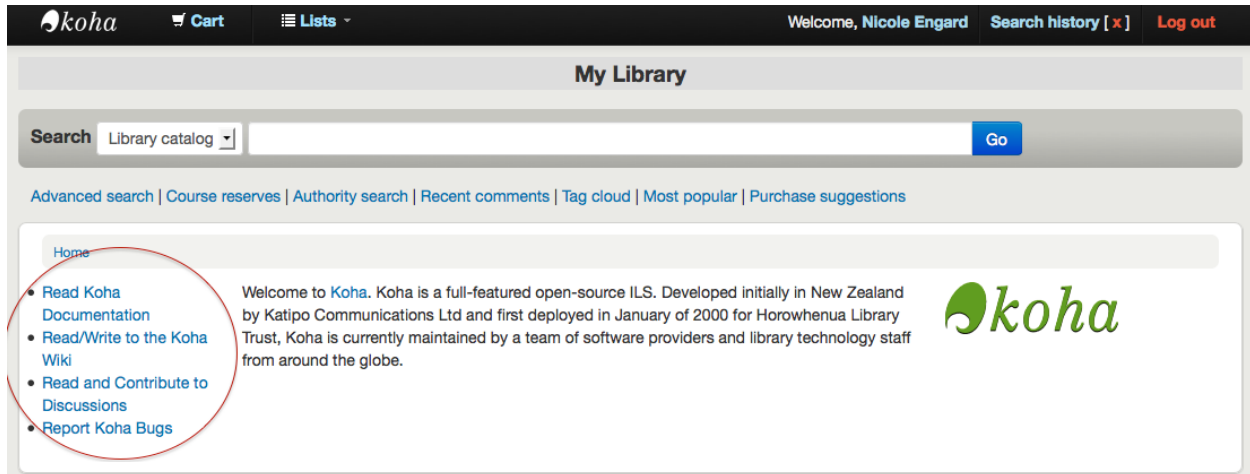 koha Cart Lists Welcome, Nicole Engard Search history [ x ] Log out
My Library
Search Library catalog Go
Advanced search | Course reserves | Authority search | Recent comments | Tag cloud | Most popular | Purchase suggestions
Home
• Read Koha
Documentation
• Read/Write to the Koha
Wiki
• Read and Contribute to
Discussions
• Report Koha Bugs
Welcome to Koha. Koha is a full-featured open-source ILS. Developed initially in New Zealand
by Katipo Communications Ltd and first deployed in January of 2000 for Horowhenua Library
Trust, Koha is currently maintained by a team of software providers and library technology staff
from around the globe.
koha